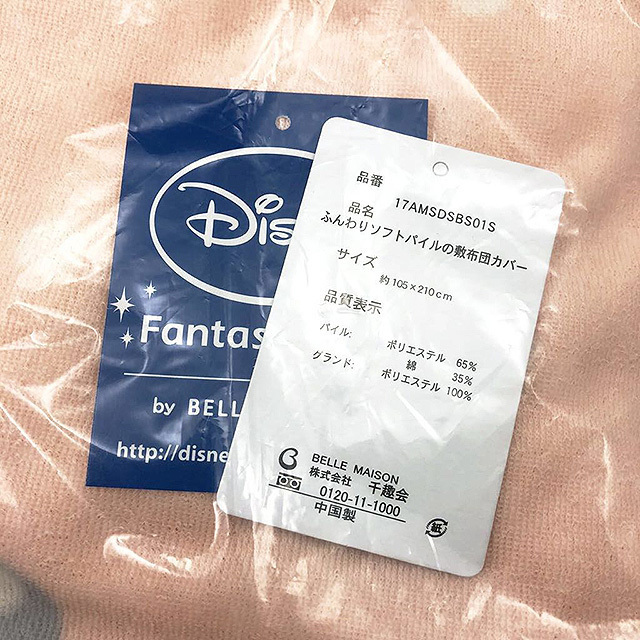 Dis
Fantas
by BELL
http://disne
品番
17AMSDSBS01S
品名
ふんわりソフトパイルの敷布団カバー
サイズ
約105×210cm
品質表示
パイル: ポリエステル 65%
綿 35%
グランド: ポリエステル 100%
BELLE MAISON
株式会社 千趣会
0120-11-1000
中国製
紙